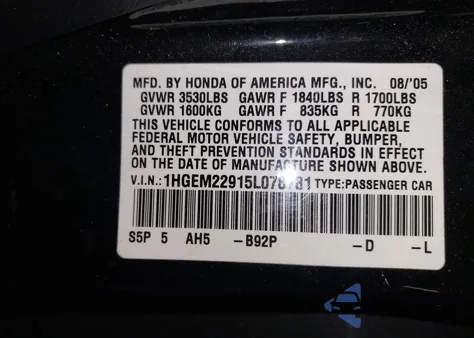 MFD. BY HONDA OF AMERICA MFG., INC. 08/'05
GVWR 3530LBS GAWR F 1840LBS R 1700LBS
GVWR 1600KG GAWR F 835KG R 770KG
THIS VEHICLE CONFORMS TO ALL APPLICABLE
FEDERAL MOTOR VEHICLE SAFETY, BUMPER,
AND THEFT PREVENTION STANDARDS IN EFFECT
ON THE DATE OF MANUFACTURE SHOWN ABOVE.
V.I.N.: TYPE:PASSENGER CAR
S5P 5 AH5 -B92P -D -L